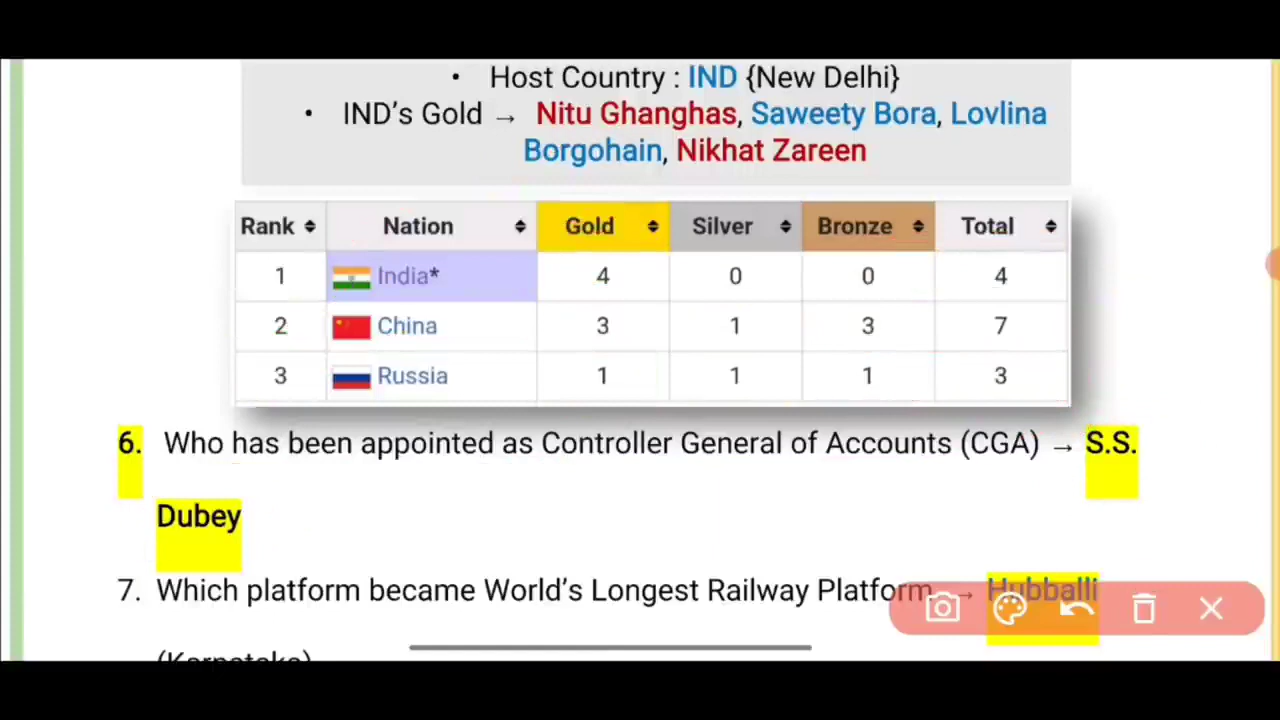 • Host Country : IND {New Delhi}
• IND's Gold → Nitu Ghanghas, Saweety Bora, Lovlina
Borgohain, Nikhat Zareen
Rank Nation Gold Silver Bronze Total
1 India* 4 0 0 4
2 China 3 1 3 7
3 Russia 1 1 1 3
6. Who has been appointed as Controller General of Accounts (CGA) → S.S.
Dubey
7. Which platform became World's Longest Railway Platform → Hubballi
(Karnataka)